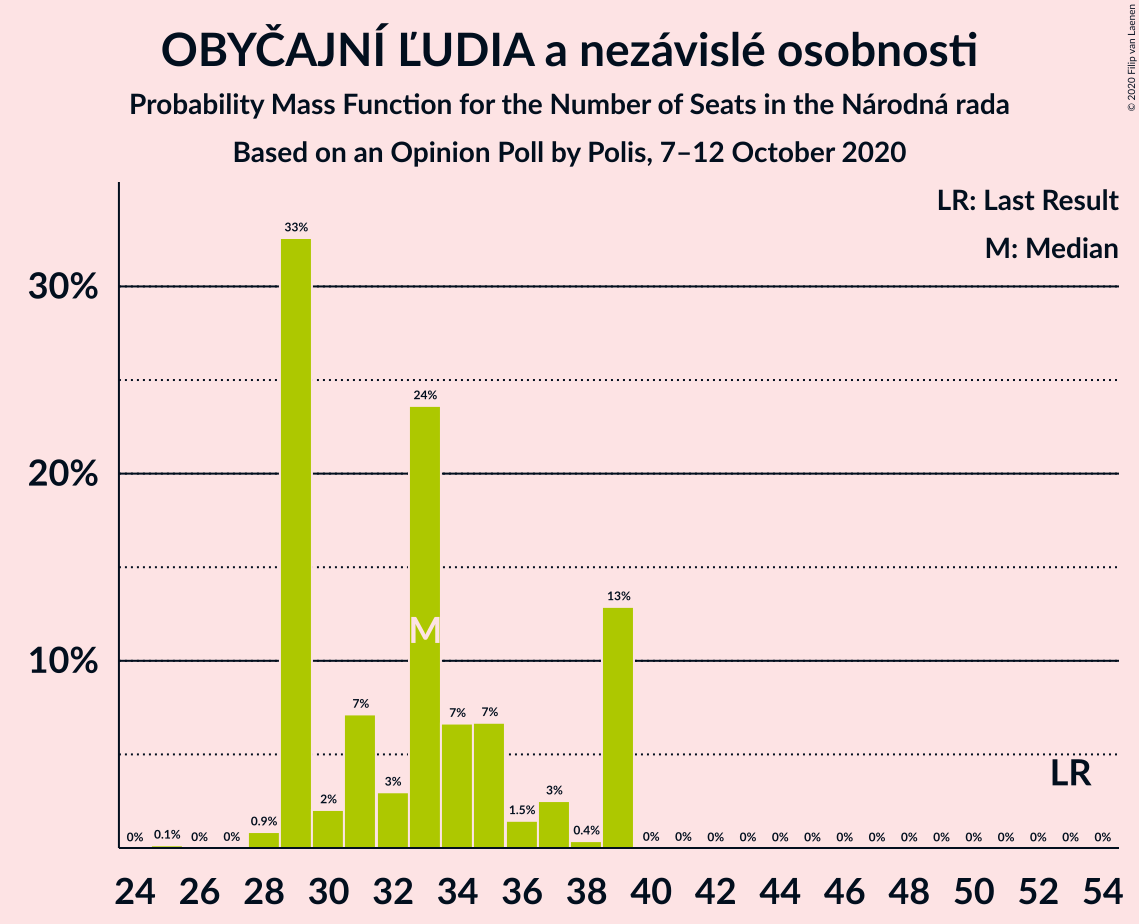 OBYČAJNÍ ĽUDIA a nezávislé osobnosti
Probability Mass Function for the Number of Seats in the Národná rada
Based on an Opinion Poll by Polis, 7–12 October 2020
© 2020 Filip van Laenen
LR: Last Result
M: Median
30%
20%
10%
0% 0.1% 0% 0% 0.9% 33% 2% 7% 3% 24% 7% 7% 1.5% 3% 0.4% 13% 0% 0% 0% 0% 0% 0% 0% 0% 0% 0% 0% 0% 0% 0% 0%
M
LR
24 26 28 30 32 34 36 38 40 42 44 46 48 50 52 54